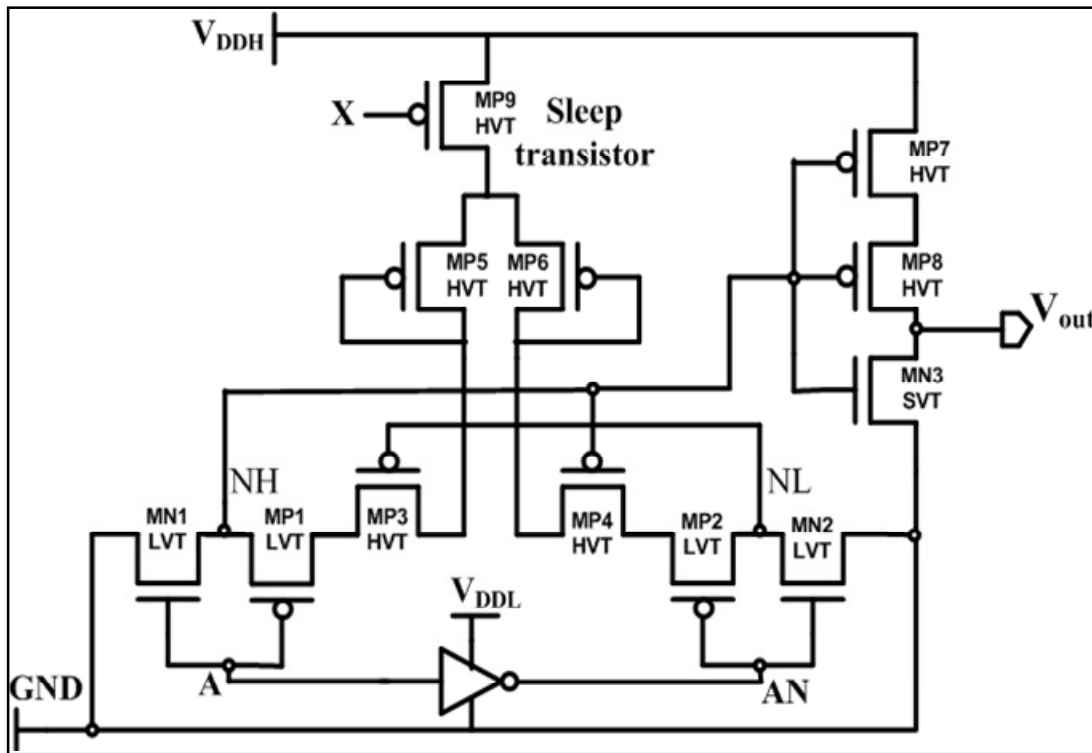 VDDH
MP9
HVT
X
Sleep
transistor
MP7
HVT
MP5
HVT
MP6
HVT
MP8
HVT
Vout
MN3
SVT
NH
NL
MN1
LVT
MP1
LVT
MP3
HVT
MP4
HVT
MP2
LVT
MN2
LVT
VDDL
A
AN
GND